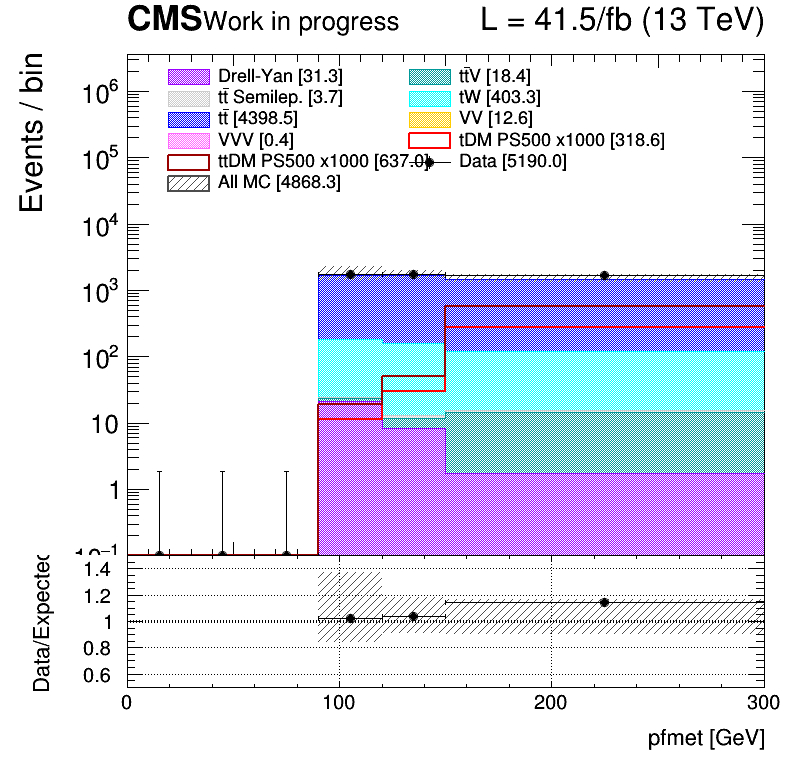 CMS Work in progress L = 41.5/fb (13 TeV)
Events / bin
Drell-Yan [31.3] tt̄V [18.4]
tt̄ Semilep. [3.7] tW [403.3]
tt̄ [4398.5] VV [12.6]
VVV [0.4] tDM PS500 x1000 [318.6]
ttDM PS500 x1000 [637.0] Data [5190.0]
All MC [4868.3]
10⁶
10⁵
10⁴
10³
10²
10
1
10⁻¹
Data/Expected
1.4
1.2
1
0.8
0.6
0 100 200 300
pfmet [GeV]